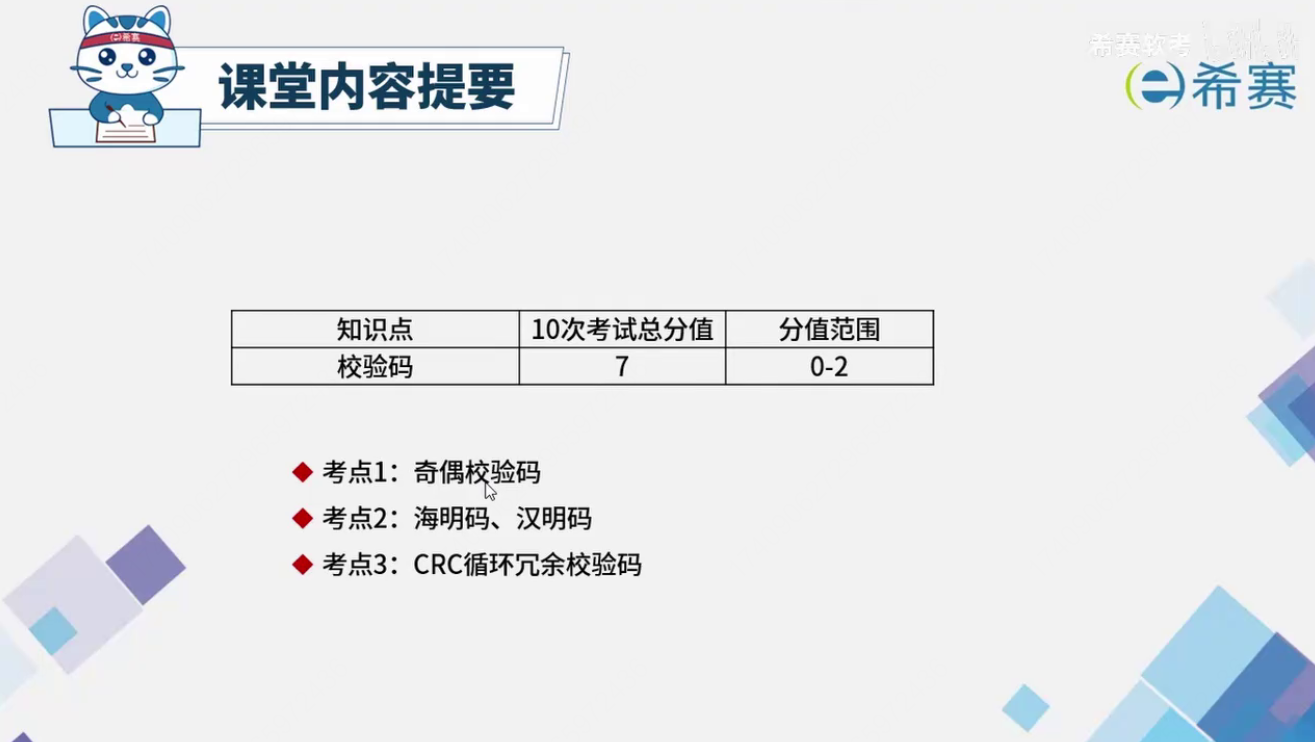 希赛
课堂内容提要
希赛软考
希赛
知识点 10次考试总分值 分值范围
校验码 7 0-2
考点1：奇偶校验码
考点2：海明码、汉明码
考点3：CRC循环冗余校验码